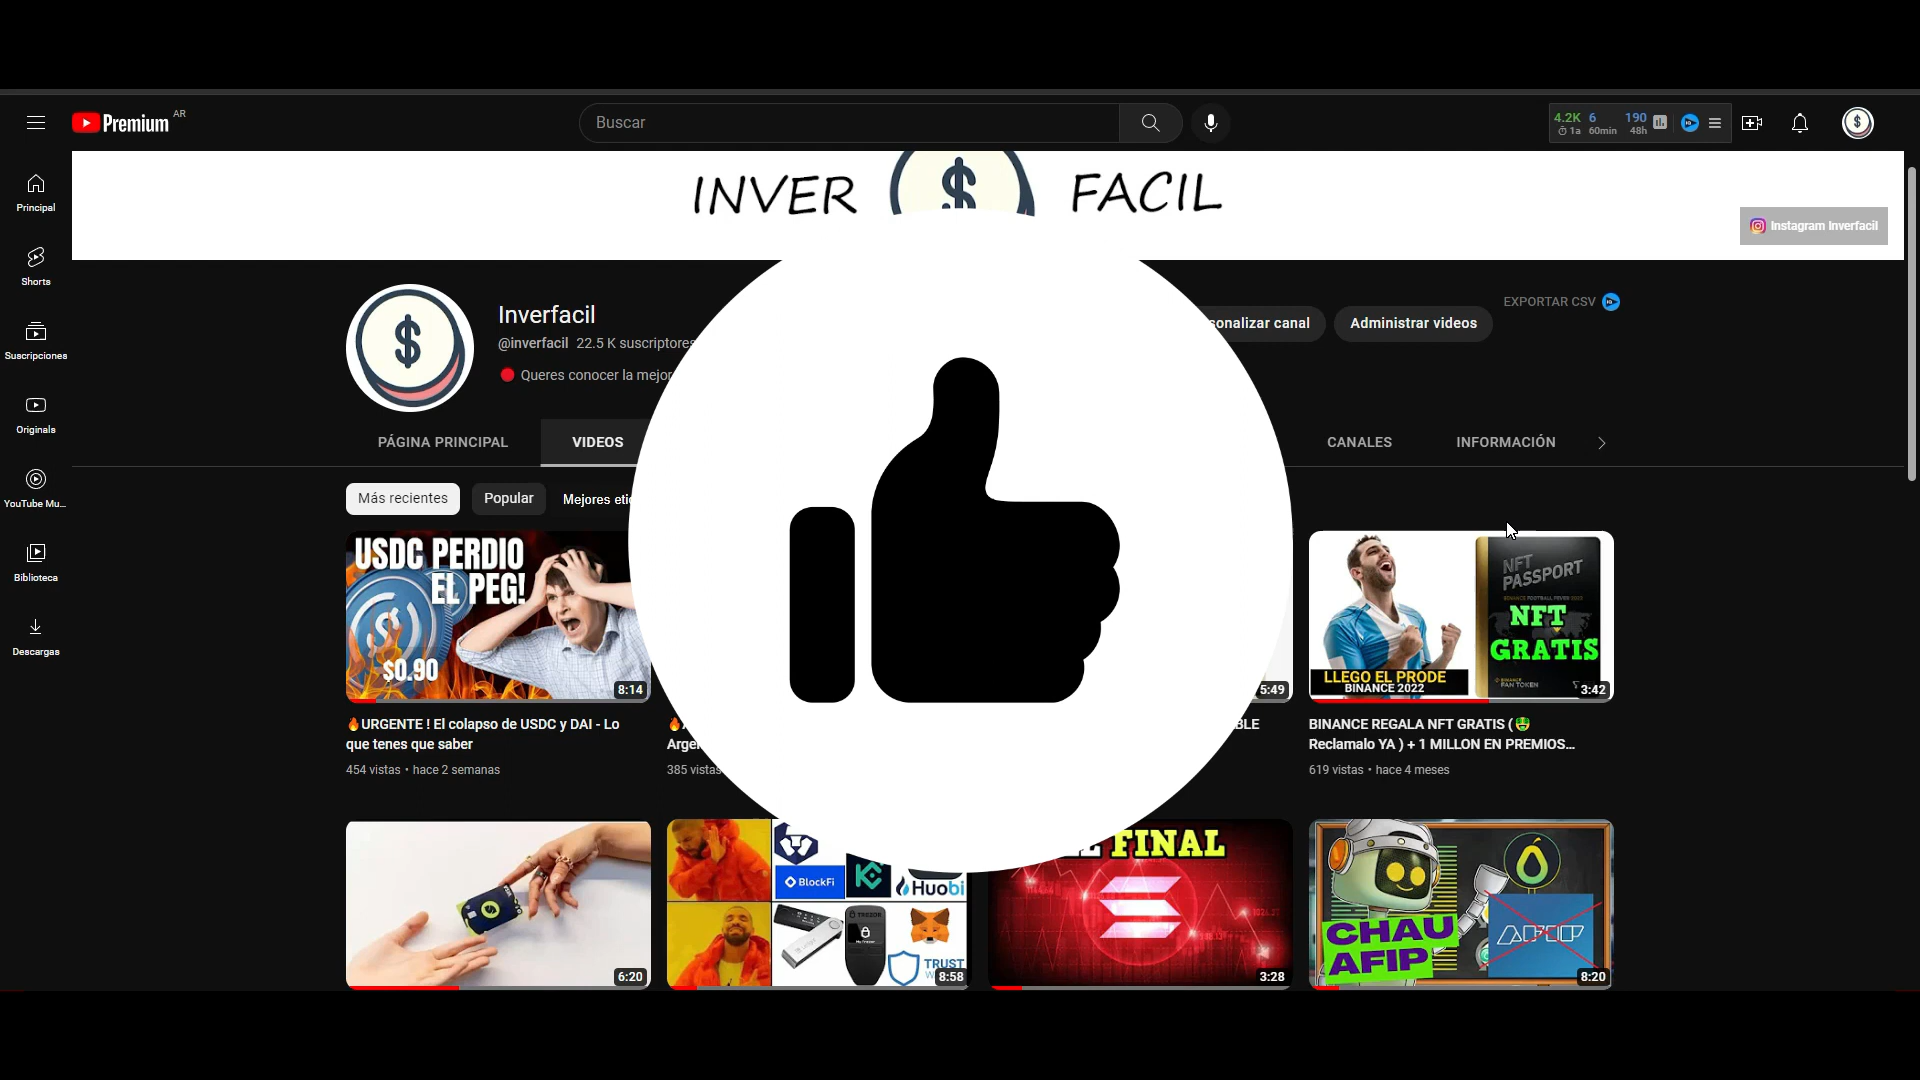 Premium AR
Buscar
4.2K 6 190
1a 60min 48h
INVER $ FACIL
Instagram Inverfacil
Principal
Shorts
Suscripciones
Originals
YouTube Mu...
Biblioteca
Descargas
$
Inverfacil
@inverfacil 22.5 K suscriptores
Queres conocer la mejor
sonalizar canal
Administrar videos
EXPORTAR CSV
PÁGINA PRINCIPAL
VIDEOS
CANALES
INFORMACIÓN
Más recientes
Popular
Mejores etiq
USDC PERDIO
EL PEG!
$0.90
8:14
5:49
NFT
PASSPORT
NFT
GRATIS
LLEGO EL PRODE
BINANCE 2022
FAN TOKEN
3:42
🔥URGENTE ! El colapso de USDC y DAI - Lo
que tenes que saber
454 vistas • hace 2 semanas
Argen
385 vistas
BLE
BINANCE REGALA NFT GRATIS (🤑
Reclamalo YA ) + 1 MILLON EN PREMIOS...
619 vistas • hace 4 meses
6:20
BlockFi
Huobi
TREZOR
TRUST
8:58
FINAL
3:28
CHAU
AFIP
AFIP
8:20